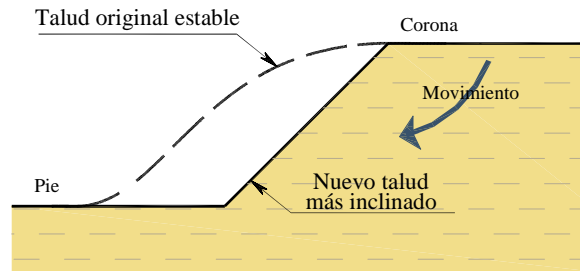 Talud original estable
Corona
Movimiento
Pie
Nuevo talud
más inclinado